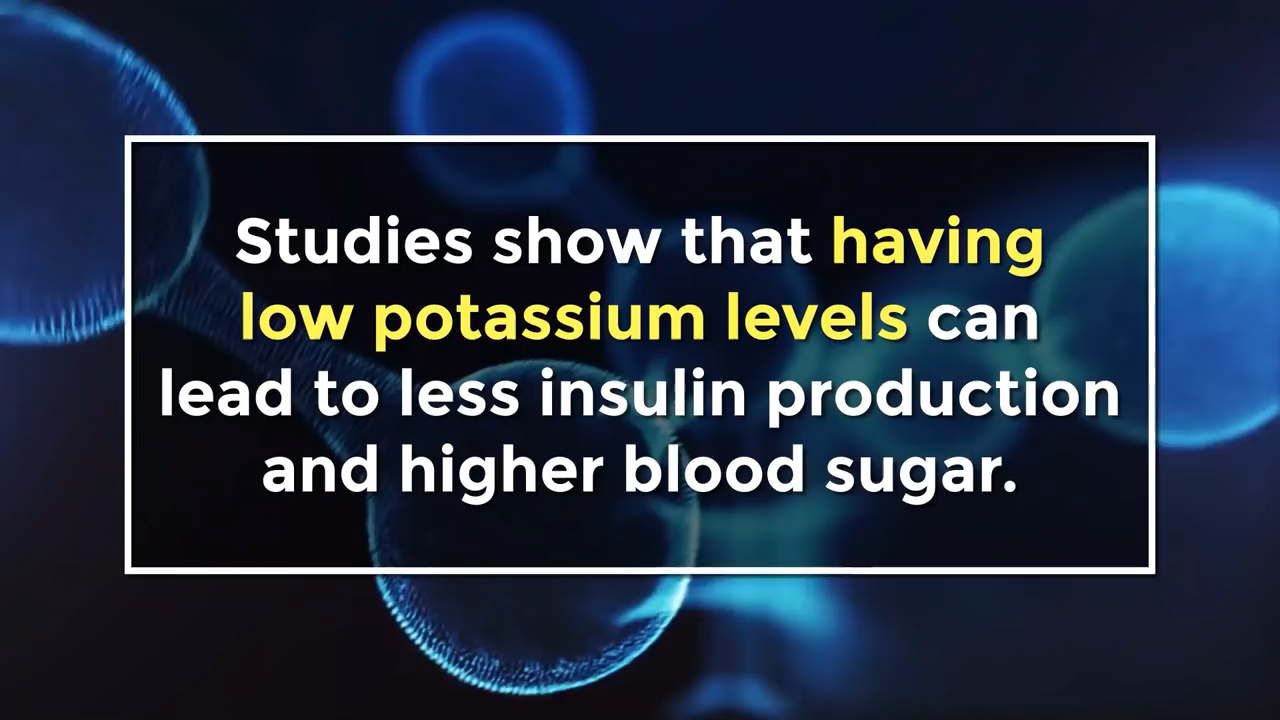 Studies show that having
low potassium levels can
lead to less insulin production
and higher blood sugar.